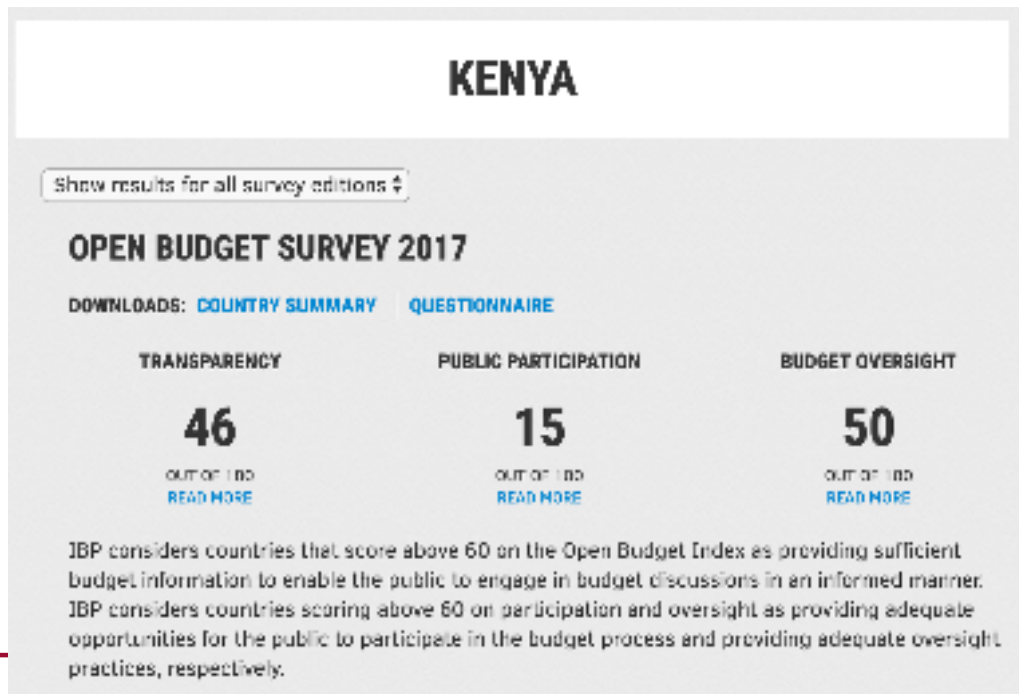 KENYA
Show results for all survey editions
OPEN BUDGET SURVEY 2017
DOWNLOADS: COUNTRY SUMMARY QUESTIONNAIRE
TRANSPARENCY PUBLIC PARTICIPATION BUDGET OVERSIGHT
46 15 50
OUT OF 100 OUT OF 100 OUT OF 100
READ MORE READ MORE READ MORE
IBP considers countries that score above 60 on the Open Budget Index as providing sufficient
budget information to enable the public to engage in budget discussions in an informed manner.
IBP considers countries scoring above 60 on participation and oversight as providing adequate
opportunities for the public to participate in the budget process and providing adequate oversight
practices, respectively.